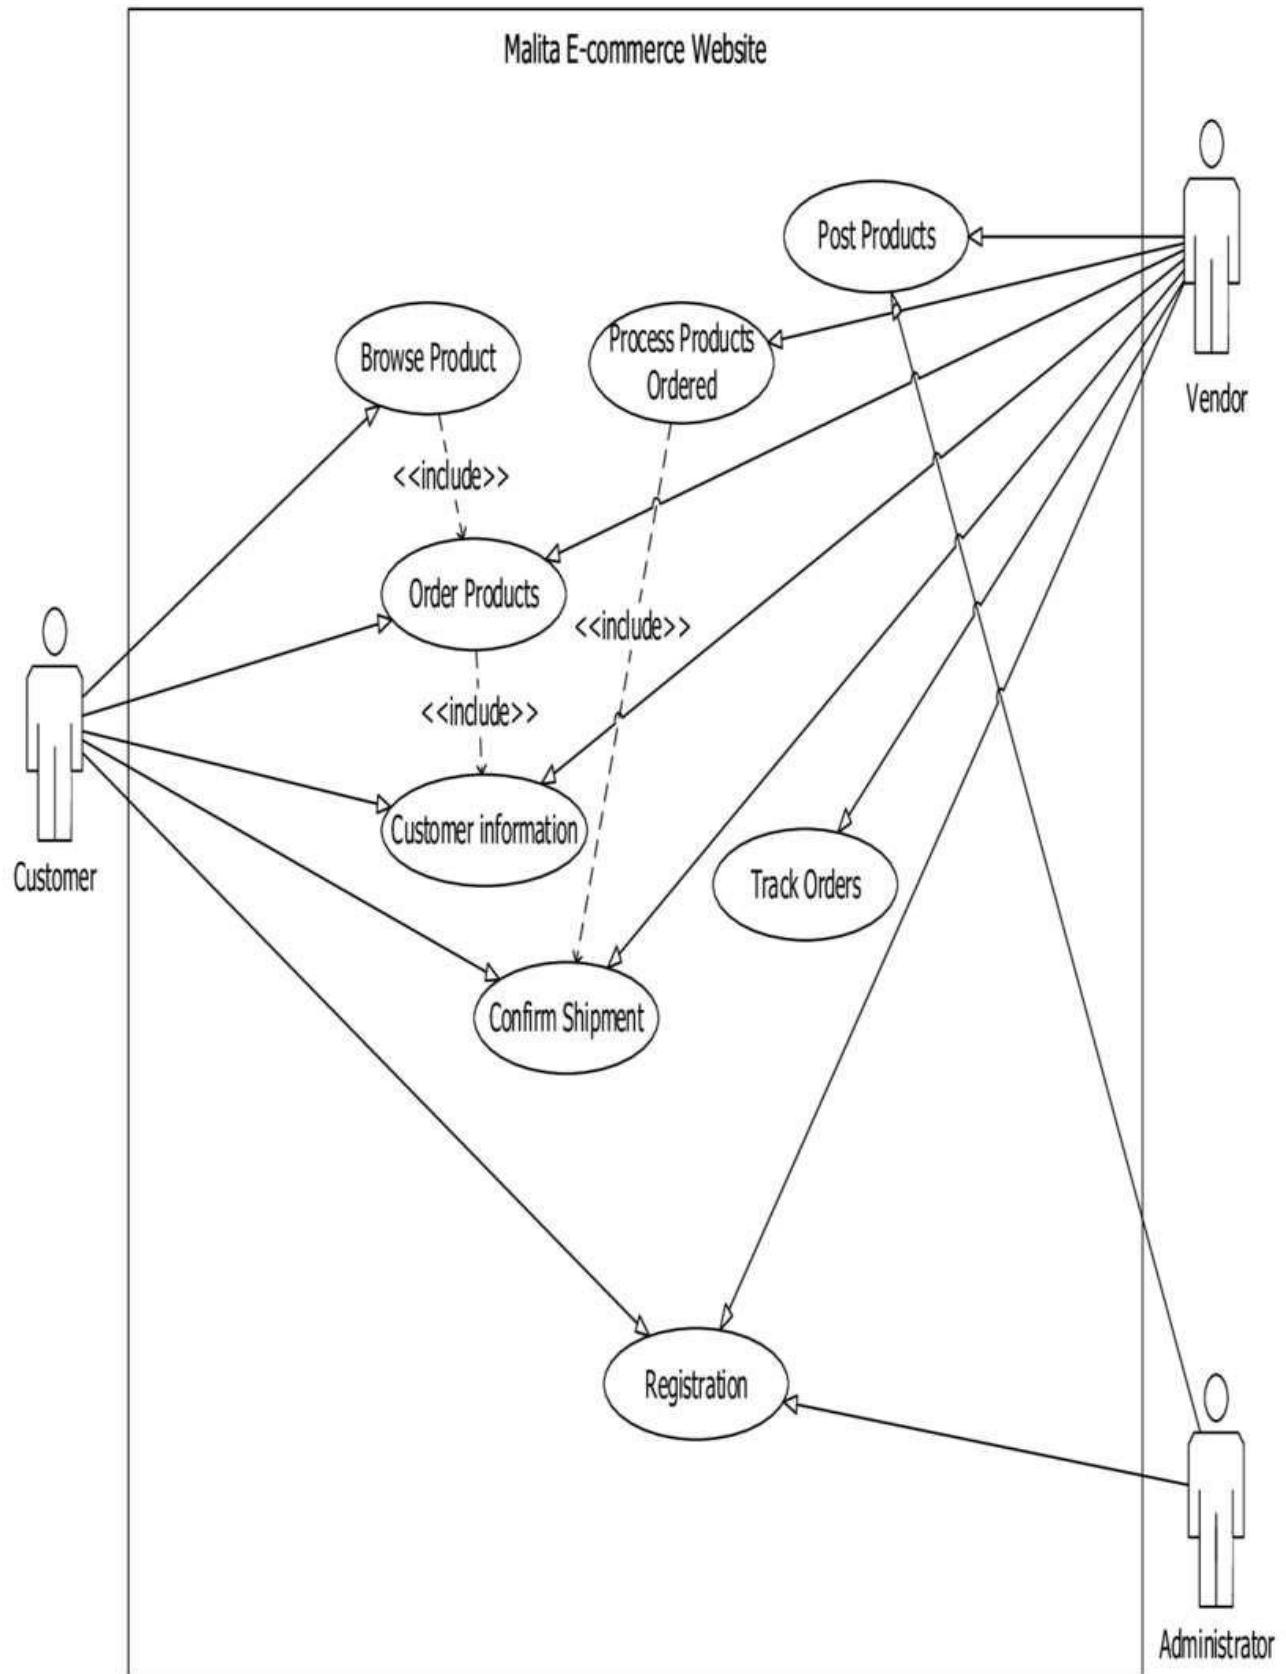 Malita E-commerce Website
Post Products
Vendor
Browse Product
Process Products
Ordered
<<include>>
Order Products
<<include>>
<<include>>
Customer information
Customer
Track Orders
Confirm Shipment
Registration
Administrator